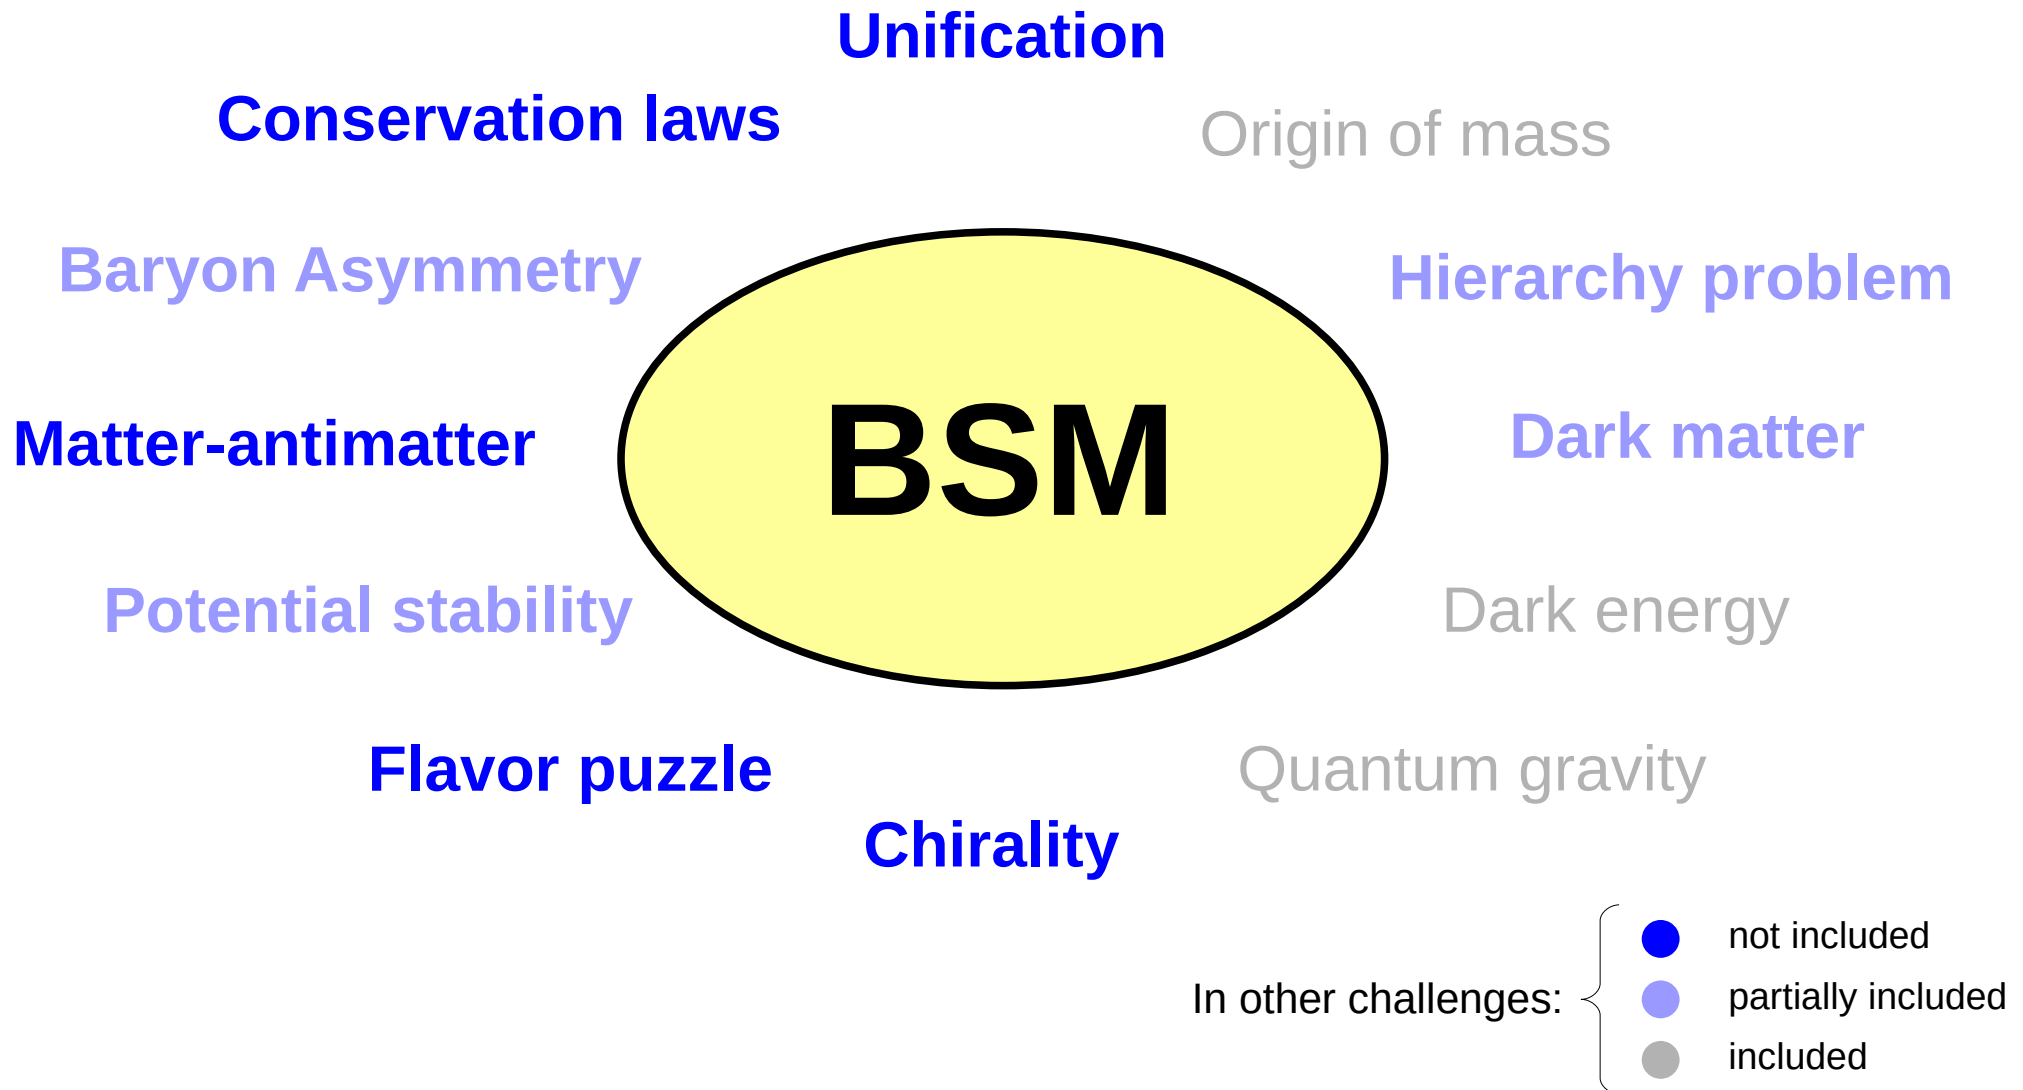 Unification
Conservation laws
Origin of mass
Baryon Asymmetry
Hierarchy problem
BSM
Matter-antimatter
Dark matter
Potential stability
Dark energy
Flavor puzzle
Quantum gravity
Chirality
In other challenges:
not included
partially included
included